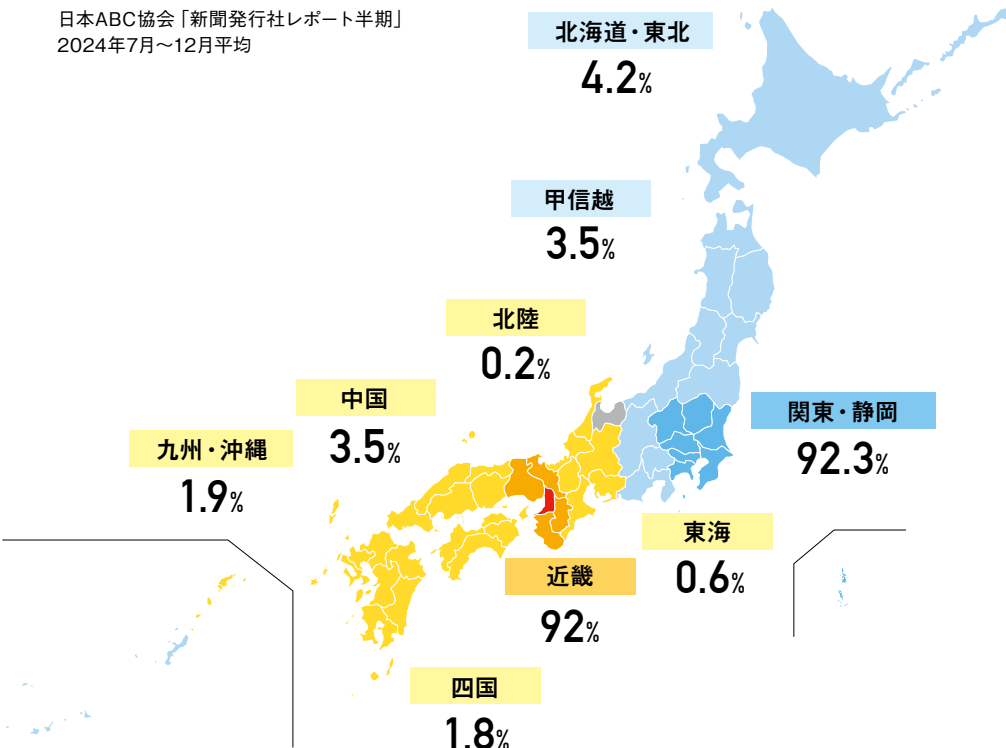 日本ABC協会「新聞発行社レポート半期」
2024年7月～12月平均
北海道・東北
4.2%
甲信越
3.5%
北陸
0.2%
中国
3.5%
関東・静岡
92.3%
九州・沖縄
1.9%
東海
0.6%
近畿
92%
四国
1.8%